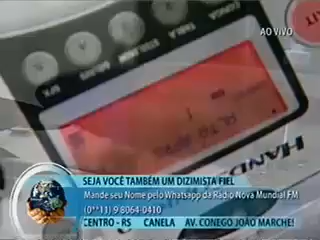 AO VIVO
SEJA VOCÊ TAMBÉM UM DIZIMISTA FIEL
Mande seu Nome pelo Whatsapp da Rádio Nova Mundial FM
(0**11) 9.8064-0410
CENTRO - RS CANELA AV. CONEGO JOÃO MARCHE!